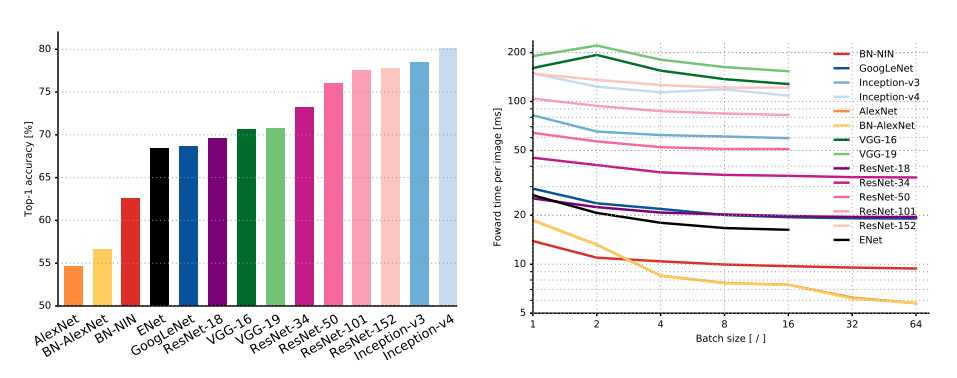 Top-1 accuracy [%]
80
75
70
65
60
55
50
AlexNet
BN-AlexNet
BN-NIN
ENet
GoogLeNet
ResNet-18
VGG-16
VGG-19
ResNet-34
ResNet-50
ResNet-101
ResNet-152
Inception-v3
Inception-v4
Foward time per image [ms]
200
100
50
20
10
5
1
2
4
8
16
32
64
Batch size [ / ]
BN-NIN
GoogLeNet
Inception-v3
Inception-v4
AlexNet
BN-AlexNet
VGG-16
VGG-19
ResNet-18
ResNet-34
ResNet-50
ResNet-101
ResNet-152
ENet